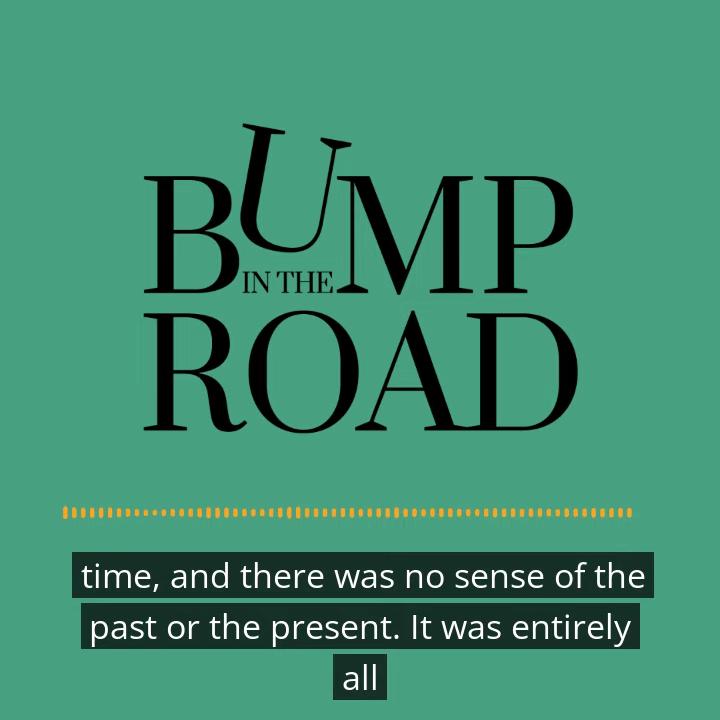 BUMP
IN THE
ROAD
time, and there was no sense of the
past or the present. It was entirely
all